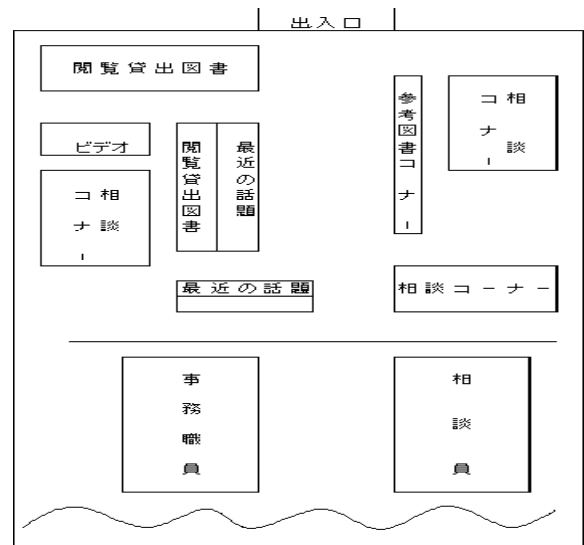 出入口
閲覧貸出図書
参考図書コーナー
相談
コーナー
ビデオ
閲覧貸出図書
最近の話題
相談
コーナー
最近の話題
相談コーナー
事務職員
相談員